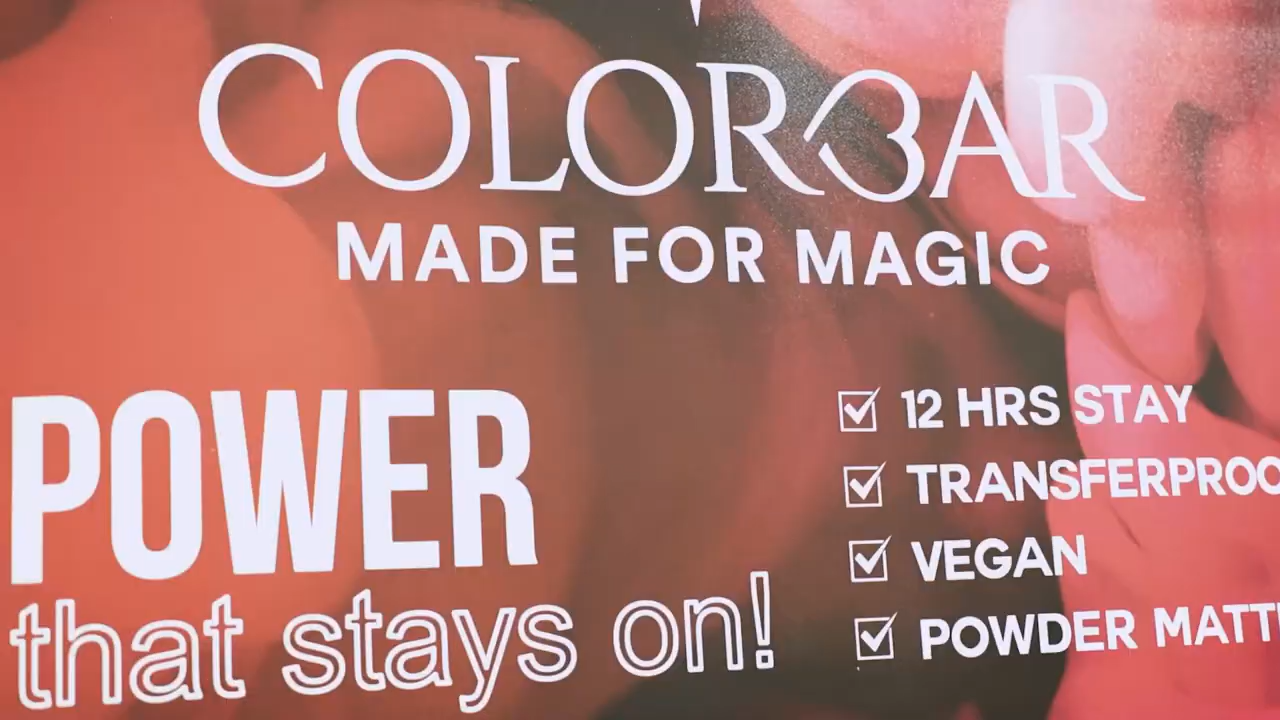 COLORBAR
MADE FOR MAGIC
POWER
that stays on!
12 HRS STAY
TRANSFERPROO
VEGAN
POWDER MATT